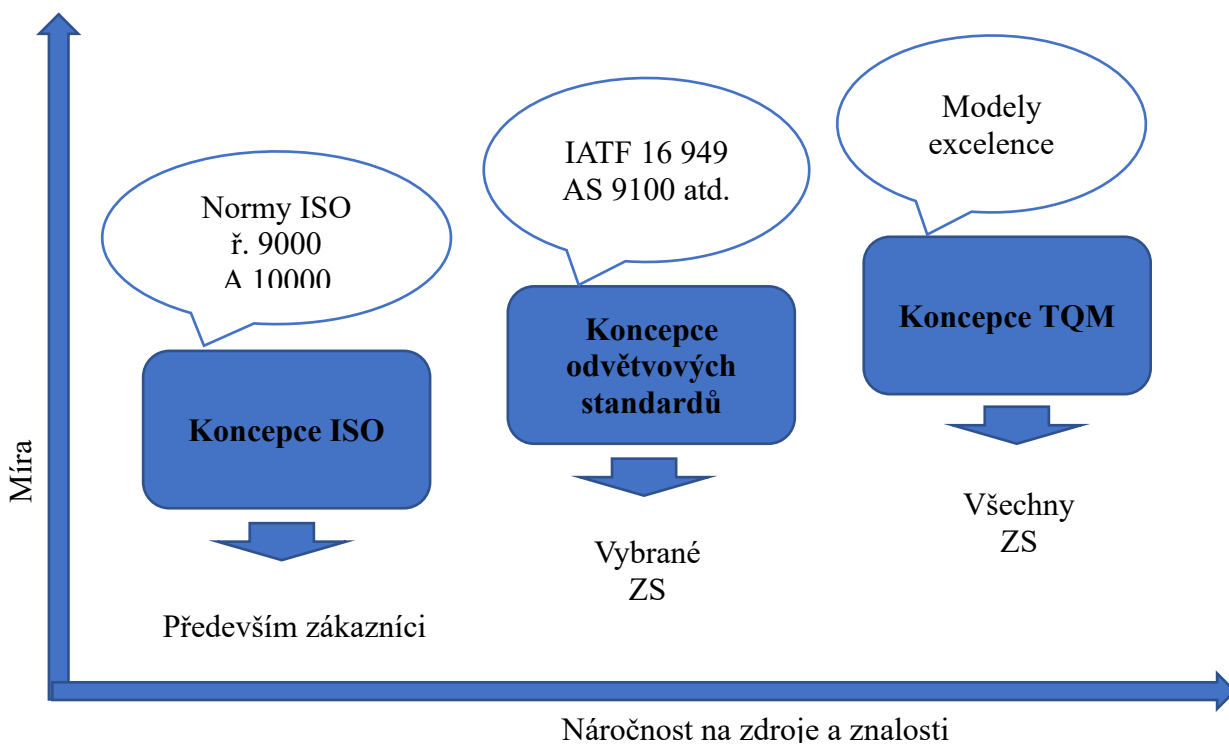 Míra
Normy ISO
ř. 9000
A 10000
Koncepce ISO
Především zákazníci
IATF 16 949
AS 9100 atd.
Koncepce
odvětvových
standardů
Vybrané
ZS
Modely
excelence
Koncepce TQM
Všechny
ZS
Náročnost na zdroje a znalosti